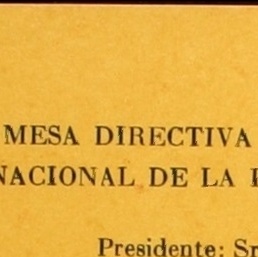 MESA DIRECTIVA
NACIONAL DE LA
Presidente: Sr